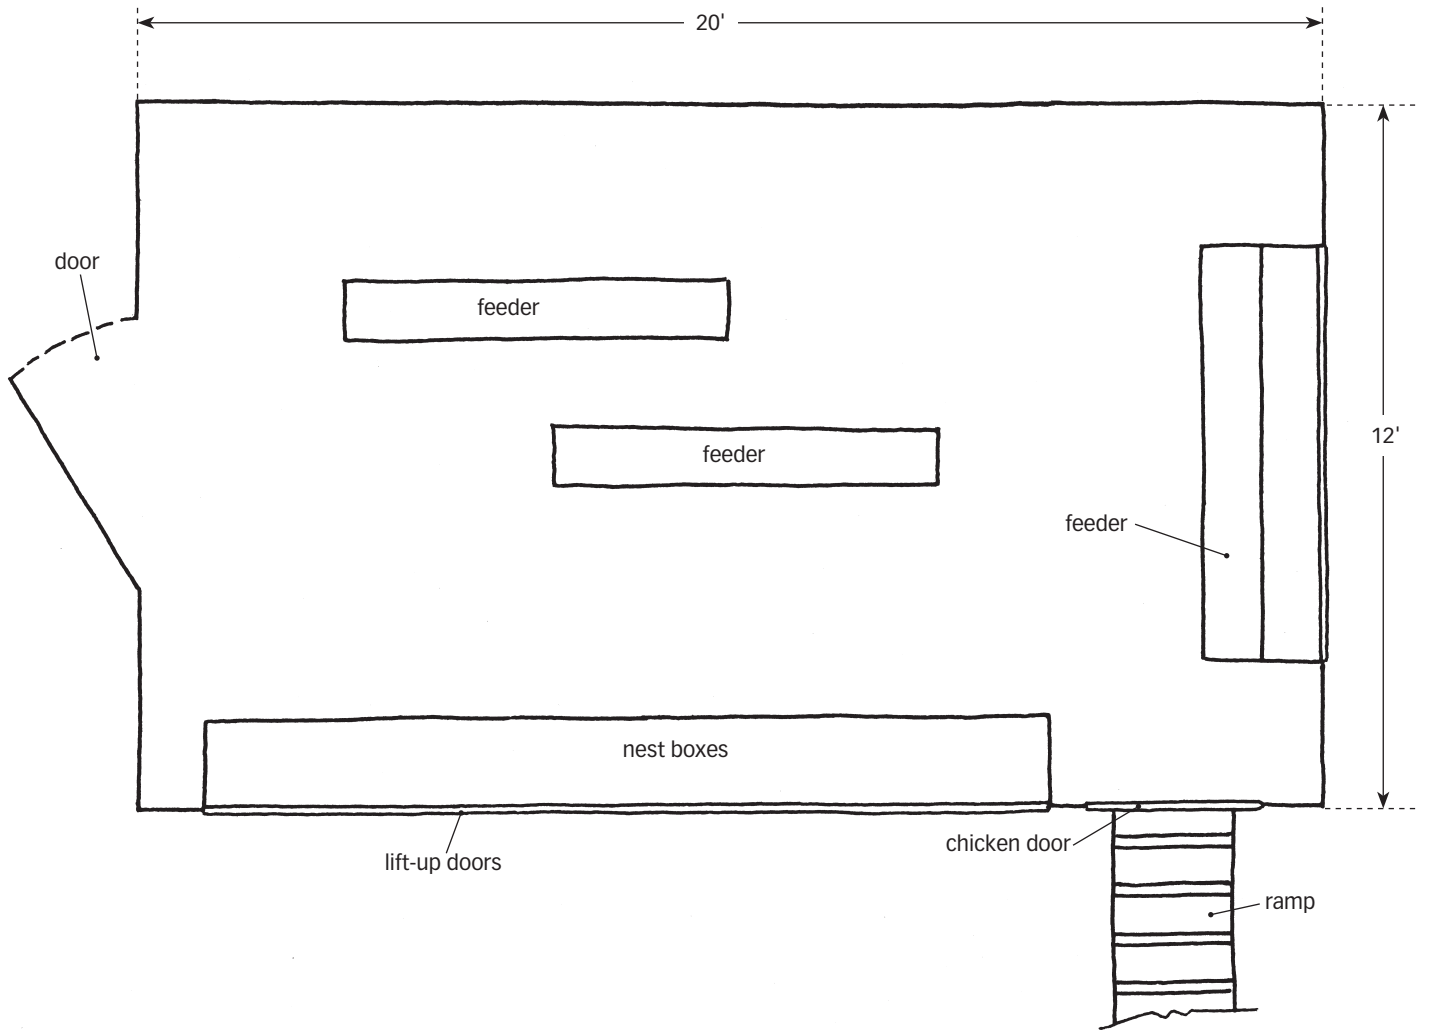 20'
door
feeder
12'
feeder
feeder
nest boxes
chicken door
lift-up doors
ramp